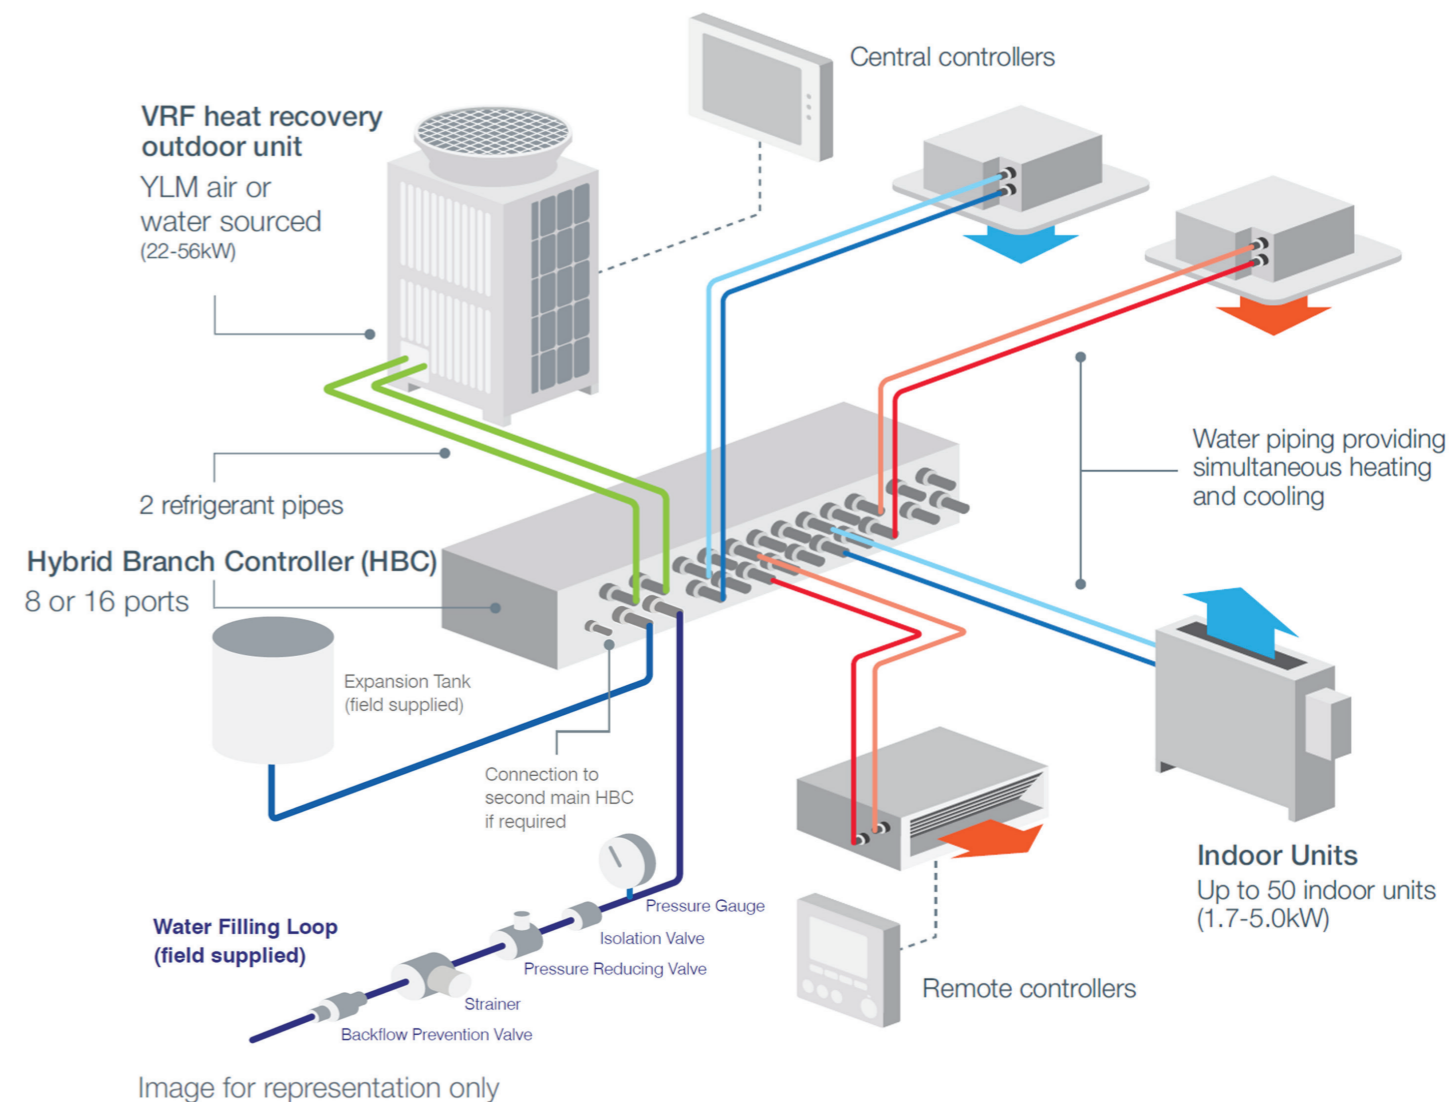 Central controllers
VRF heat recovery
outdoor unit
YLM air or
water sourced
(22-56kW)
2 refrigerant pipes
Hybrid Branch Controller (HBC)
8 or 16 ports
Water piping providing
simultaneous heating
and cooling
Expansion Tank
(field supplied)
Connection to
second main HBC
if required
Indoor Units
Up to 50 indoor units
(1.7-5.0kW)
Water Filling Loop
(field supplied)
Pressure Gauge
Isolation Valve
Pressure Reducing Valve
Strainer
Backflow Prevention Valve
Remote controllers
Image for representation only